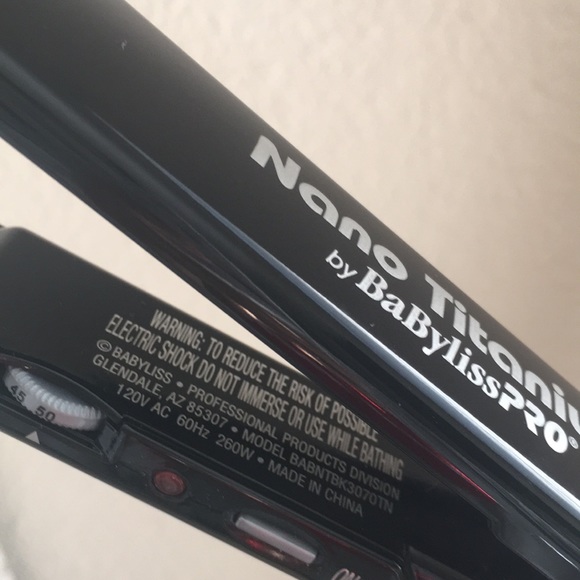 Nano Titaniu
by BaBylissPRO®
WARNING: TO REDUCE THE RISK OF POSSIBLE
ELECTRIC SHOCK DO NOT IMMERSE OR USE WHILE BATHING
© BABYLISS • PROFESSIONAL PRODUCTS DIVISION
GLENDALE, AZ 85307 • MODEL BABNTBK3070TN
120V AC 60Hz 260W • MADE IN CHINA
45 50